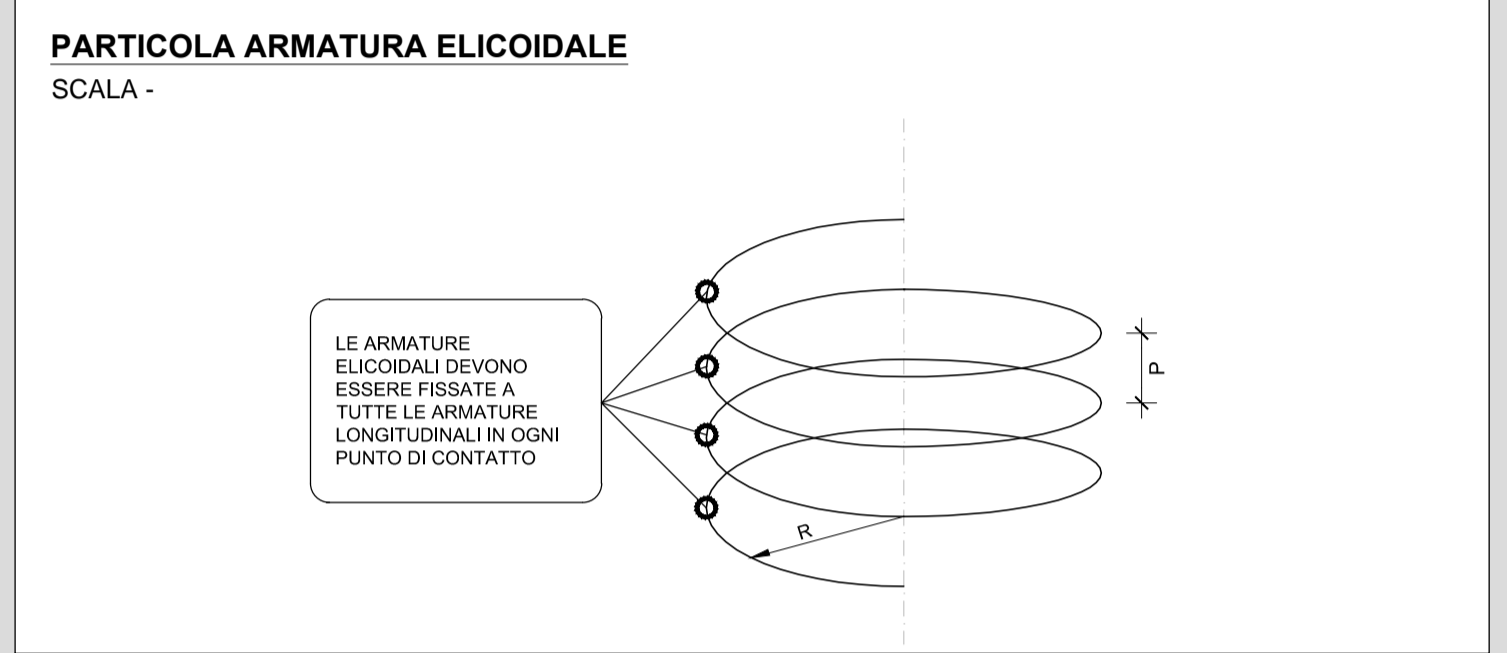 PARTICOLA ARMATURA ELICOIDALE
SCALA -
LE ARMATURE
ELICOIDALI DEVONO
ESSERE FISSATE A
TUTTE LE ARMATURE
LONGITUDINALI IN OGNI
PUNTO DI CONTATTO
P
R